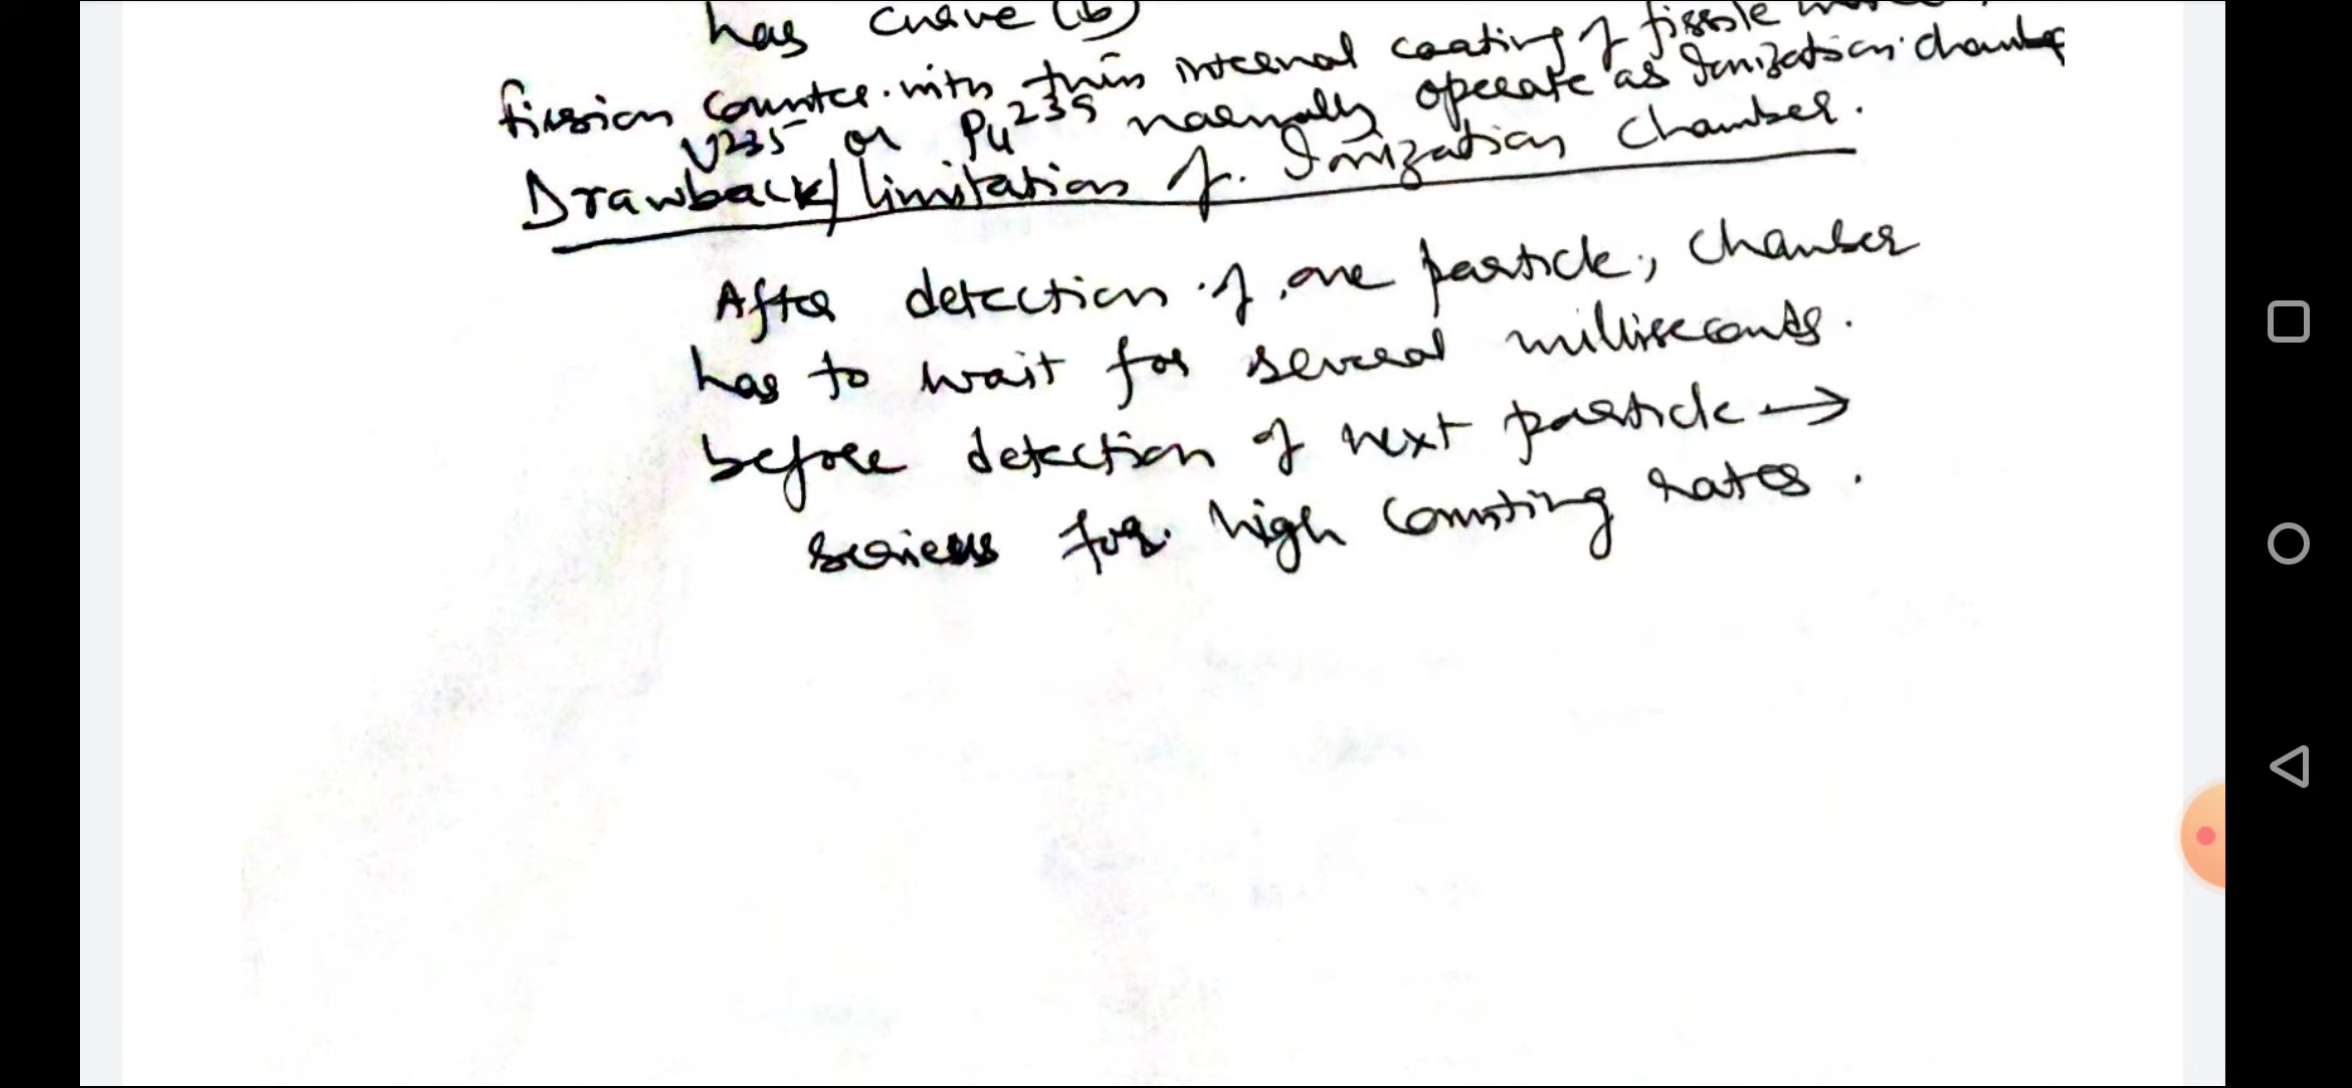 has curve (b)
fission counter with thin internal coating of fissile
U235 or Pu239 normally operate as Ionization chamber
Drawback/limitation of Ionization Chamber.
After detection of one particle, chamber
has to wait for several milliseconds.
before detection of next particle →
serious for high counting rates.